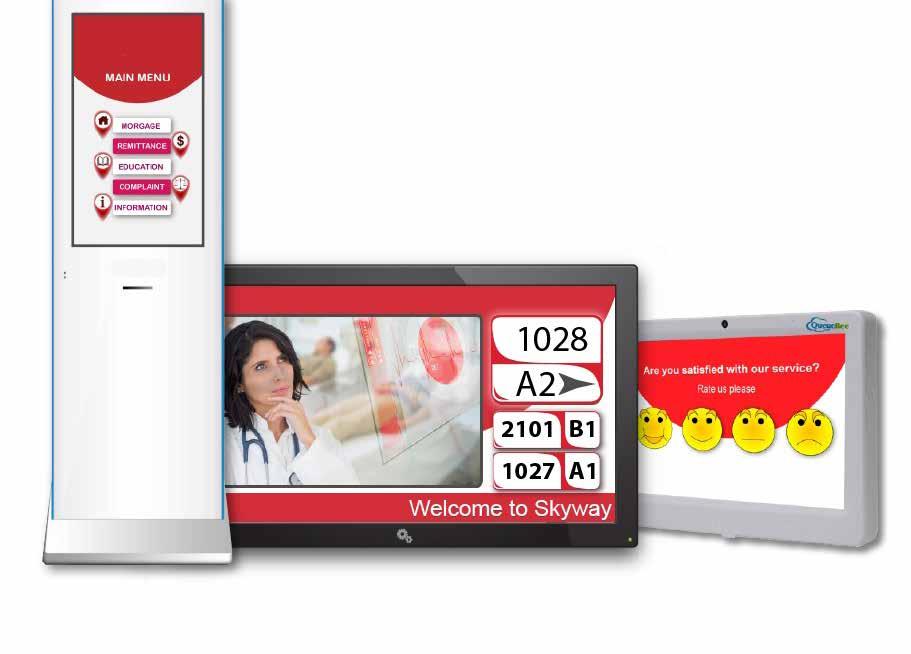 MAIN MENU
MORGAGE
REMITTANCE
$
EDUCATION
COMPLAINT
i
INFORMATION
1028
A2
2101 B1
1027 A1
Welcome to Skyway
QueueBee
Are you satisfied with our service?
Rate us please